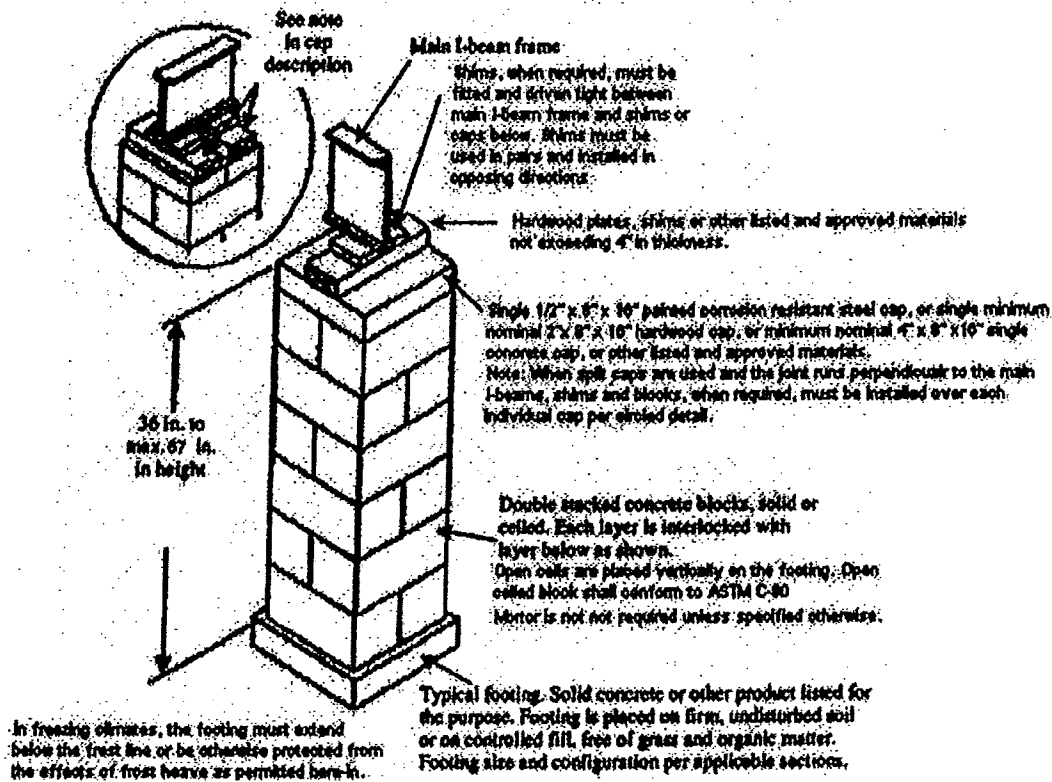 See note
in cap
description
Main I-beam frame
Shims, when required, must be
fitted and driven tight between
main I-beam frame and shims or
caps below. Shims must be
used in pairs and installed in
opposing directions
Hardwood plates, shims or other listed and approved materials
not exceeding 4" in thickness.
Single 1/2" x 8" x 16" painted corrosion resistant steel cap, or single minimum
nominal 2"x 8" x 16" hardwood cap, or minimum nominal 4" x 8" x16" single
concrete cap, or other listed and approved materials.
Note: When split caps are used and the joint runs perpendicular to the main
I-beams, shims and blocks, when required, must be installed over each
individual cap per circled detail.
36 in. to
max. 67 in.
in height
Double stacked concrete blocks, solid or
celled. Each layer is interlocked with
layer below as shown.
Open cells are placed vertically on the footing. Open
celled block shall conform to ASTM C-90
Mortor is not not required unless specified otherwise.
Typical footing. Solid concrete or other product listed for
the purpose. Footing is placed on firm, undisturbed soil
or on controlled fill, free of grass and organic matter.
Footing size and configuration per applicable sections.
In freezing climates, the footing must extend
below the frost line or be otherwise protected from
the effects of frost heave as permitted here-in.